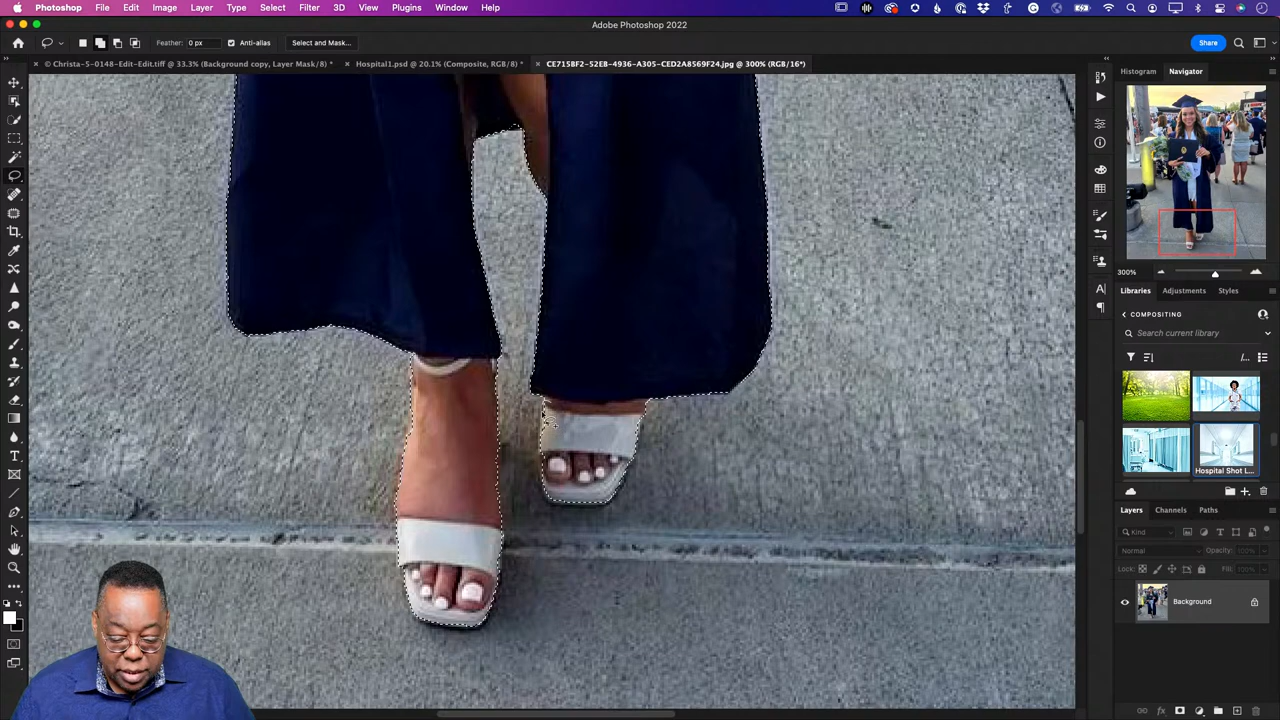 Photoshop File Edit Image Layer Type Select Filter 3D View Plugins Window Help
Adobe Photoshop 2022
Feather: 0 px Anti-alias Select and Mask... Share
© Christa-5-0148-Edit-Edit.tiff @ 33.3% (Background copy, Layer Mask/8) * Hospital1.psd @ 20.1% (Composite, RGB/8) * CE715BF2-52EB-4936-A305-CED2A8569F24.jpg @ 300% (RGB/16*)
Histogram Navigator
300%
Libraries Adjustments Styles
COMPOSITING
Search current library
Hospital Shot L...
Layers Channels Paths
Kind
Normal Opacity: 100%
Lock: Fill: 100%
Background